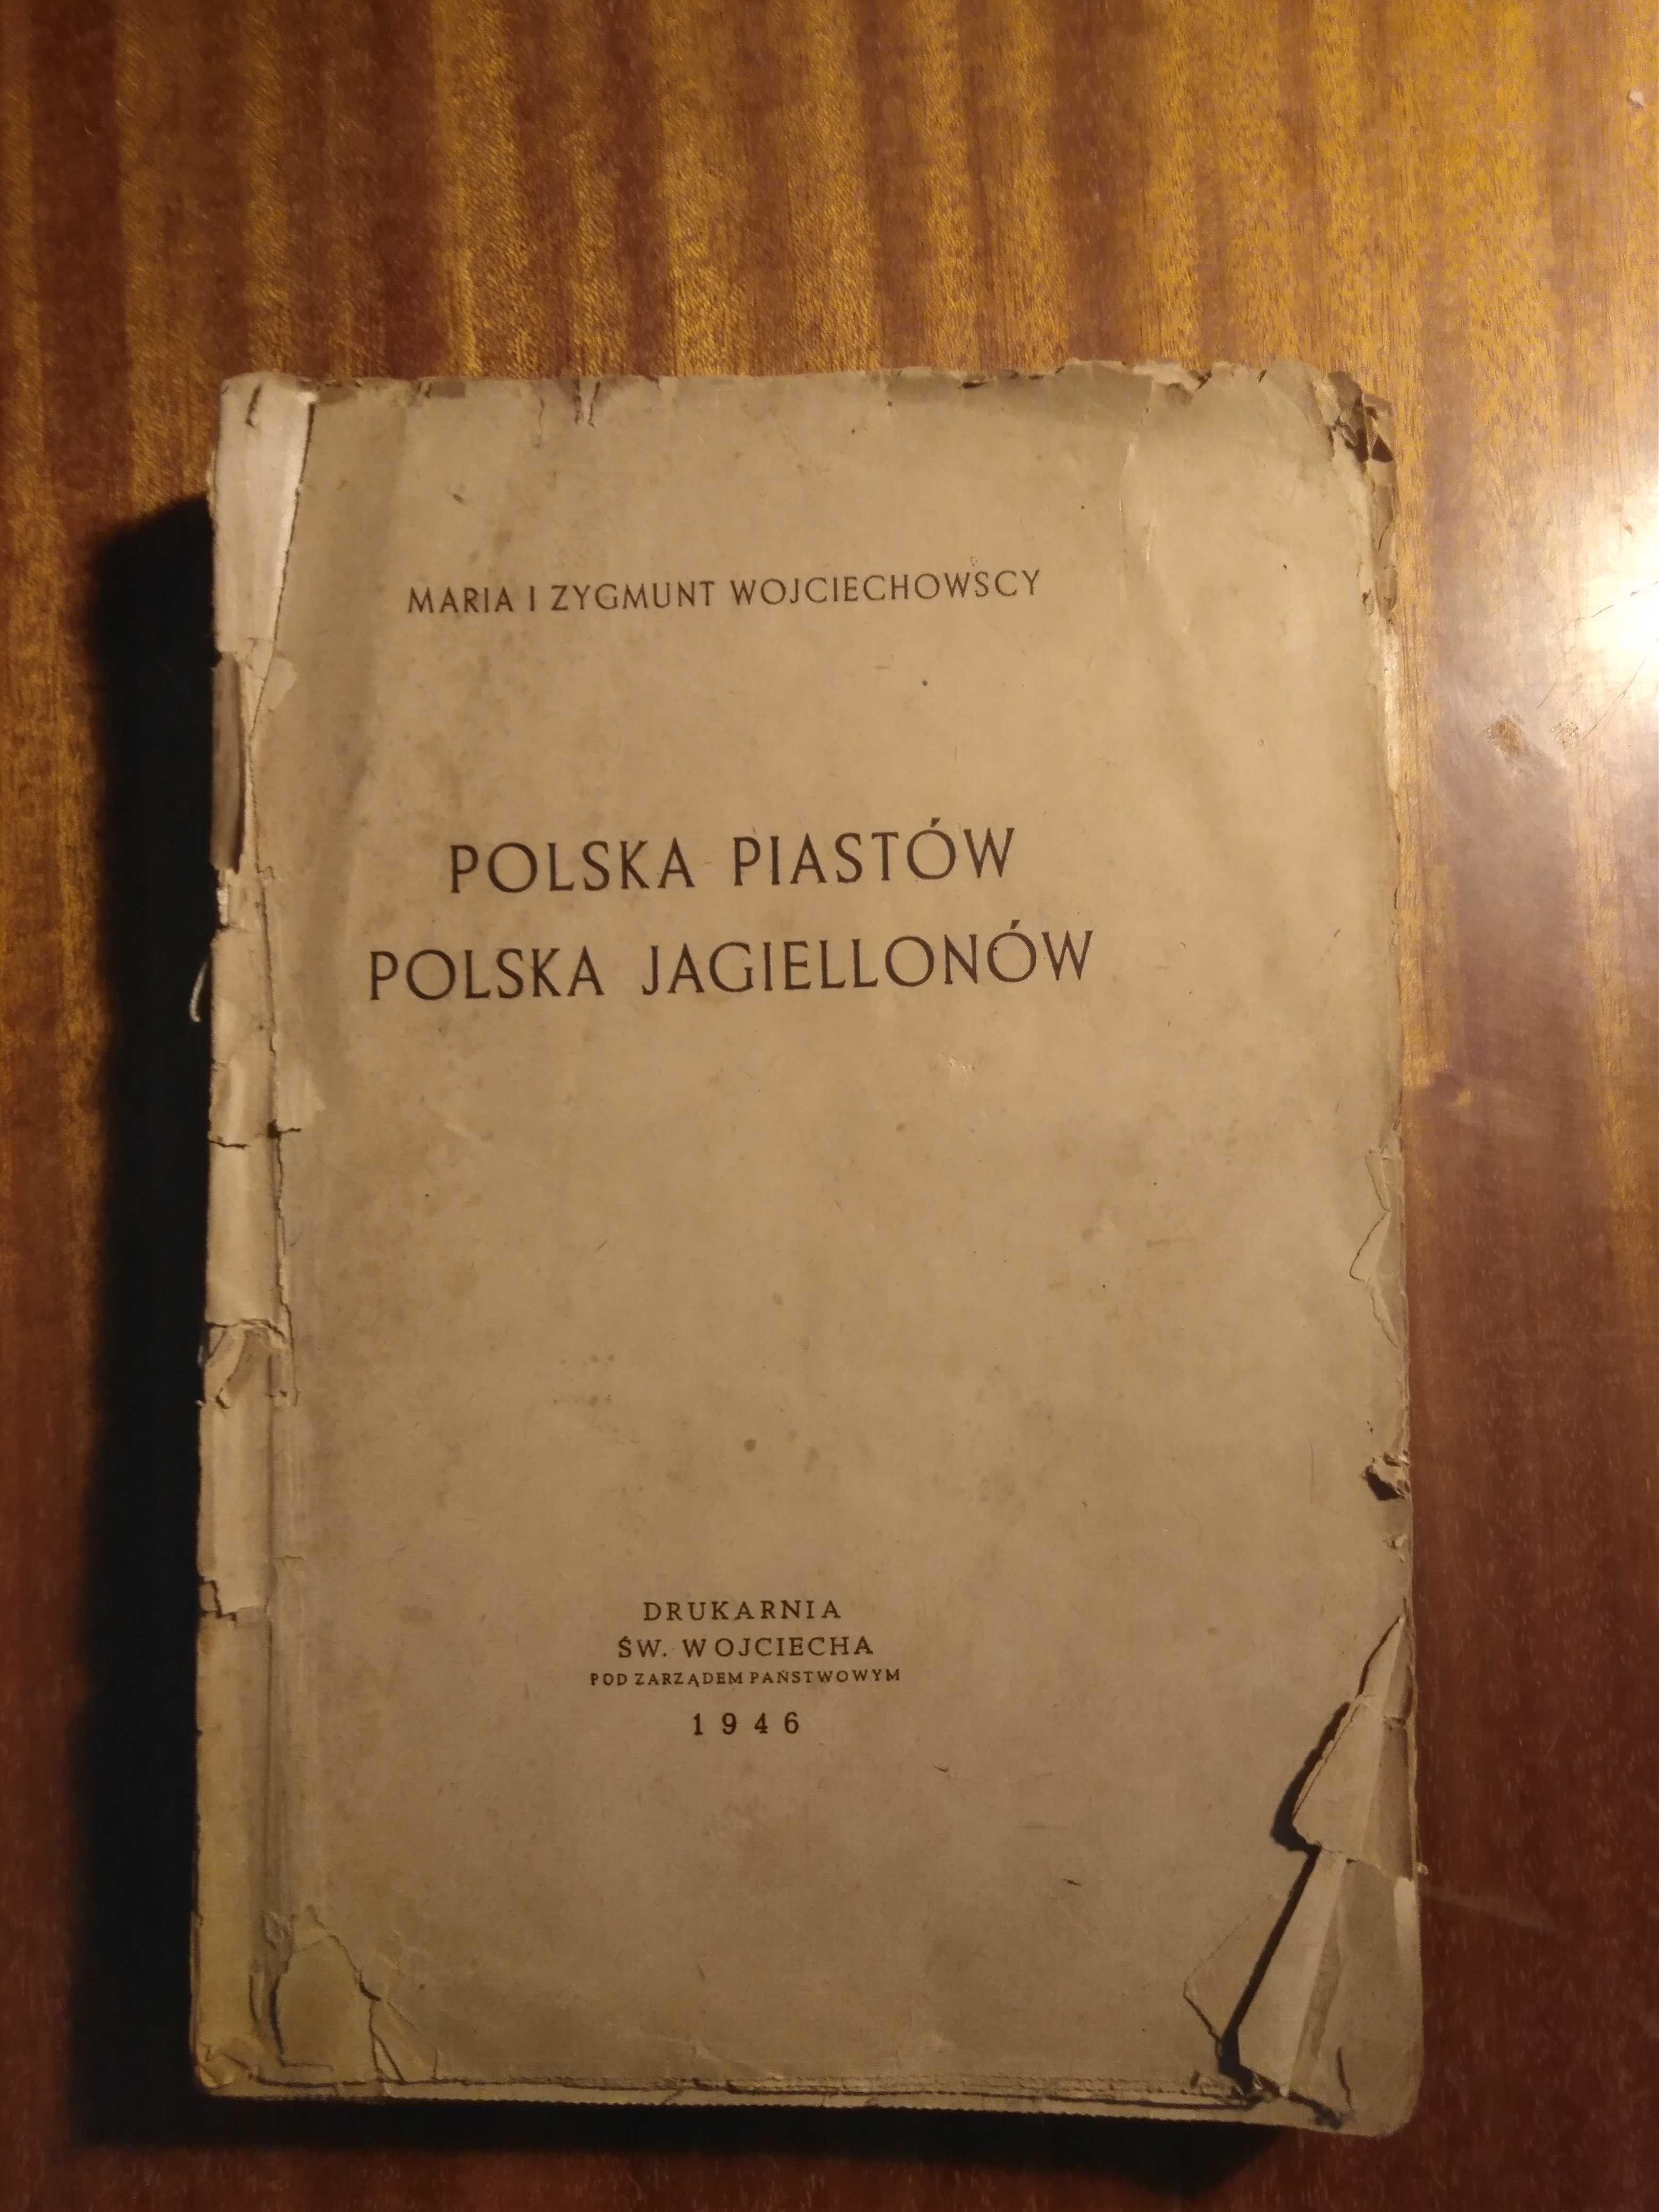 MARIA I ZYGMUNT WOJCIECHOWSCY
POLSKA PIASTÓW
POLSKA JAGIELLONÓW
DRUKARNIA
ŚW. WOJCIECHA
POD ZARZĄDEM PAŃSTWOWYM
1946